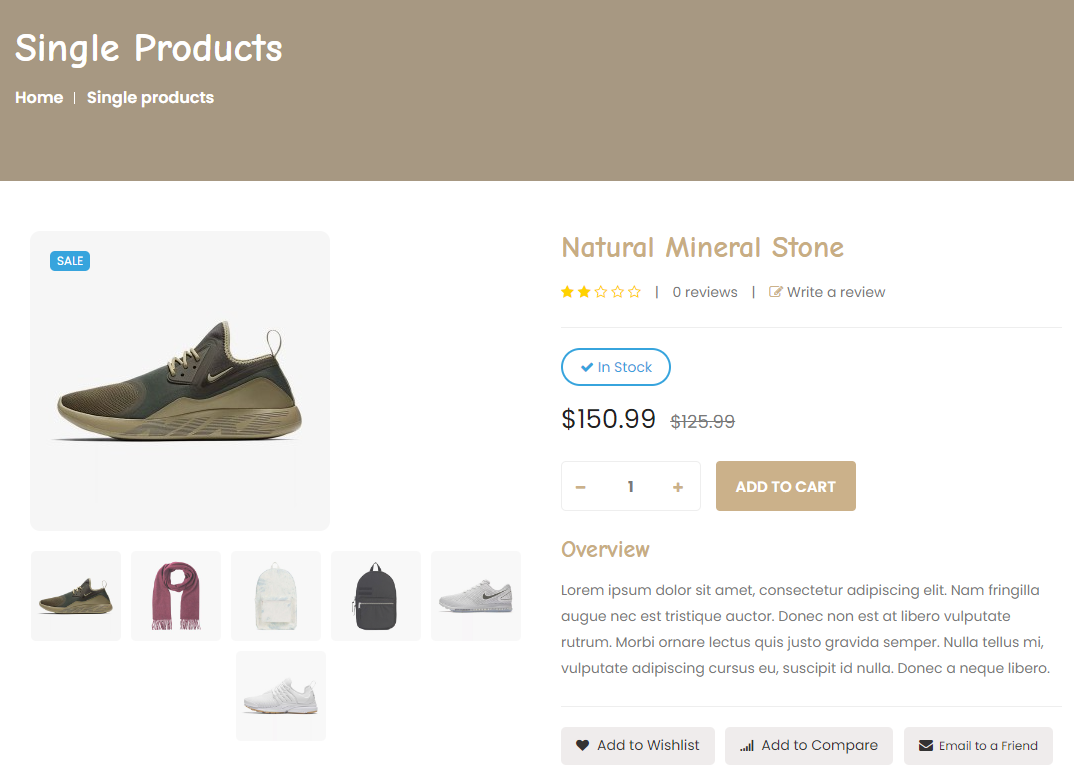 Single Products
Home | Single products
SALE
Natural Mineral Stone
| 0 reviews | Write a review
In Stock
$150.99 $125.99
- 1 +
ADD TO CART
Overview
Lorem ipsum dolor sit amet, consectetur adipiscing elit. Nam fringilla
augue nec est tristique auctor. Donec non est at libero vulputate
rutrum. Morbi ornare lectus quis justo gravida semper. Nulla tellus mi,
vulputate adipiscing cursus eu, suscipit id nulla. Donec a neque libero.
Add to Wishlist
Add to Compare
Email to a Friend